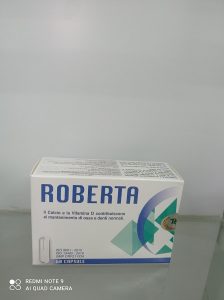 ROBERTA
Il Calcio e la Vitamina D contribuiscono
al mantenimento di ossa e denti normali.
CAPSULE
REDMI NOTE 9
AI QUAD CAMERA